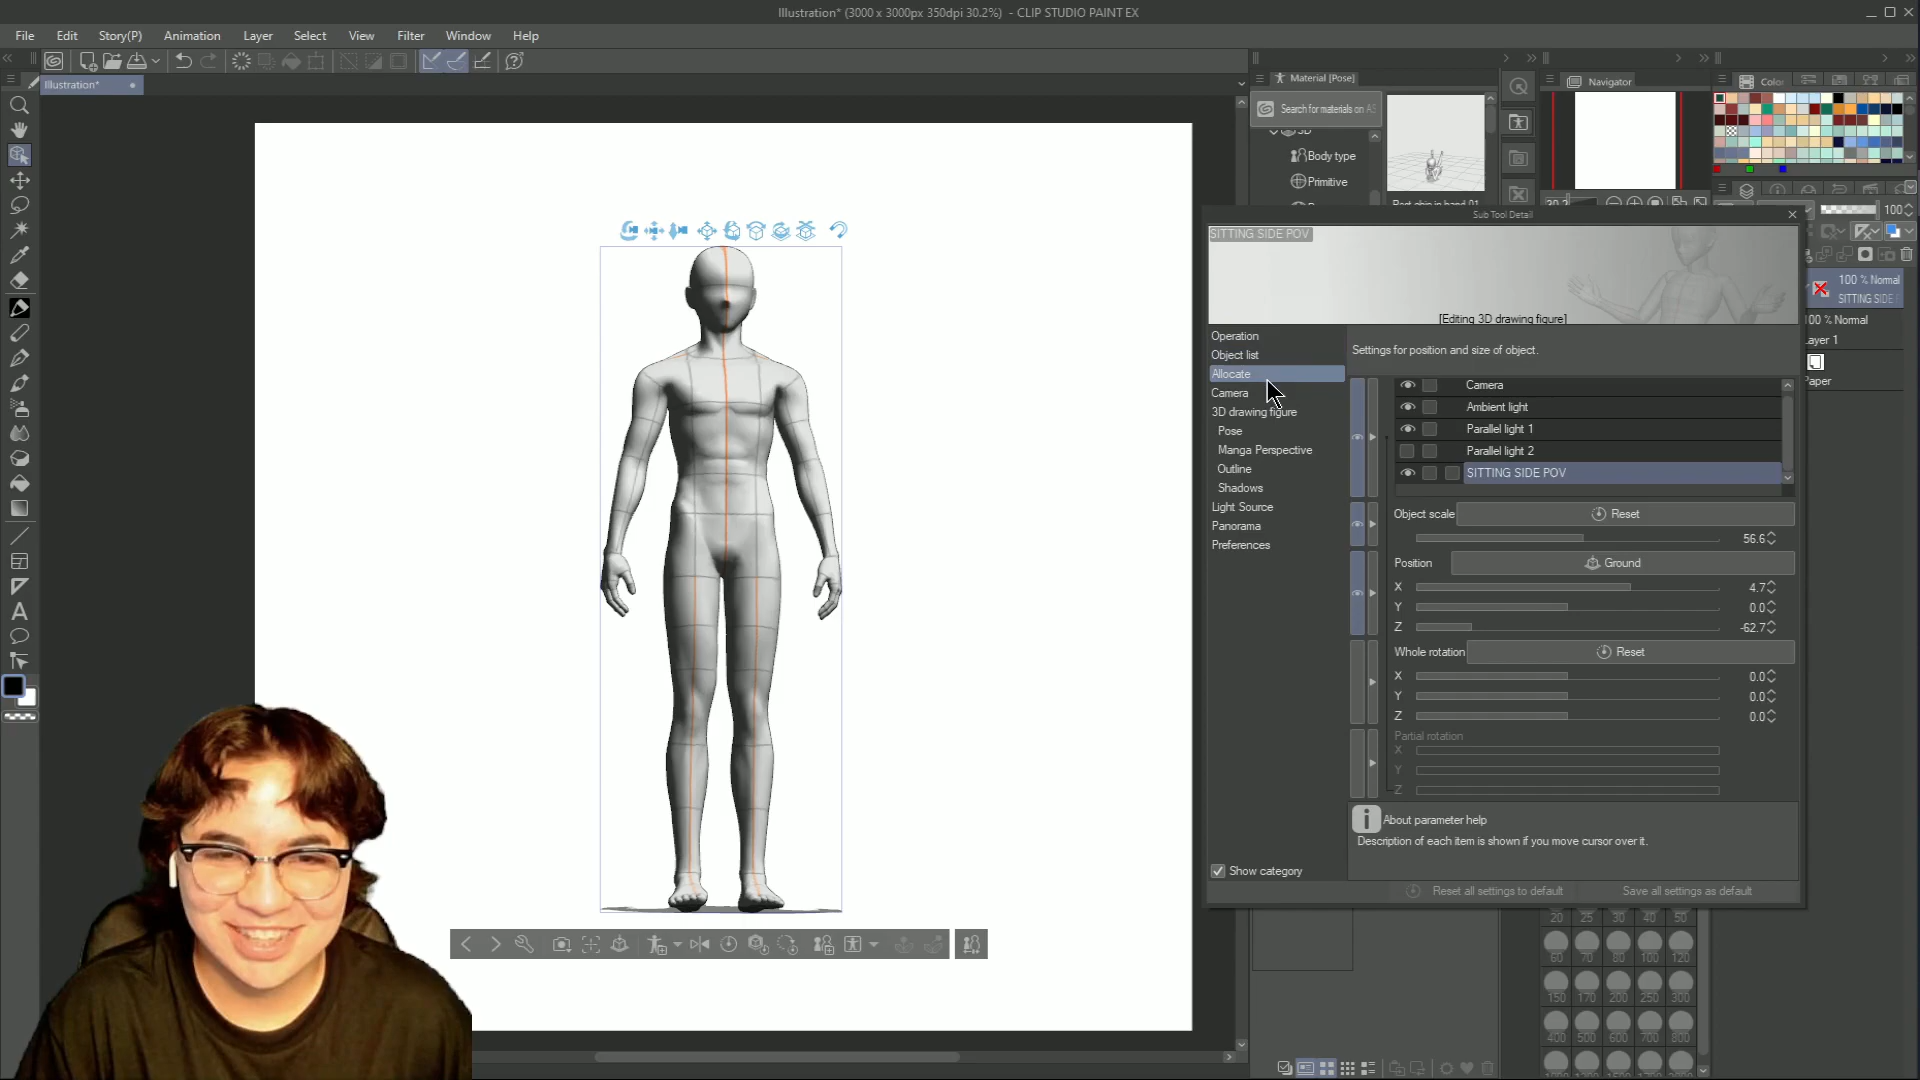 Illustration* (3000 x 3000px 350dpi 30.2%)  - CLIP STUDIO PAINT EX
File Edit Story(P) Animation Layer Select View Filter Window Help
Illustration*
Material [Pose]
Navigator
Search for materials on AS
Body type
Primitive
100
Sub Tool Detail
SITTING SIDE POV
[Editing 3D drawing figure]
Operation
Object list
Allocate
Camera
3D drawing figure
Pose
Manga Perspective
Outline
Shadows
Light Source
Panorama
Preferences
Settings for position and size of object.
Camera
Ambient light
Parallel light 1
Parallel light 2
SITTING SIDE POV
Object scale Reset
56.6
Position Ground
X 4.7
Y 0.0
Z -62.7
Whole rotation Reset
X 0.0
Y 0.0
Z 0.0
Partial rotation
X
Y
Z
About parameter help
Description of each item is shown if you move cursor over it.
Show category
Reset all settings to default Save all settings as default
100 % Normal
SITTING SIDE
00 % Normal
ayer 1
aper
20 25 30 40 50
60 70 80 100 120
150 170 200 250 300
400 500 600 700 800